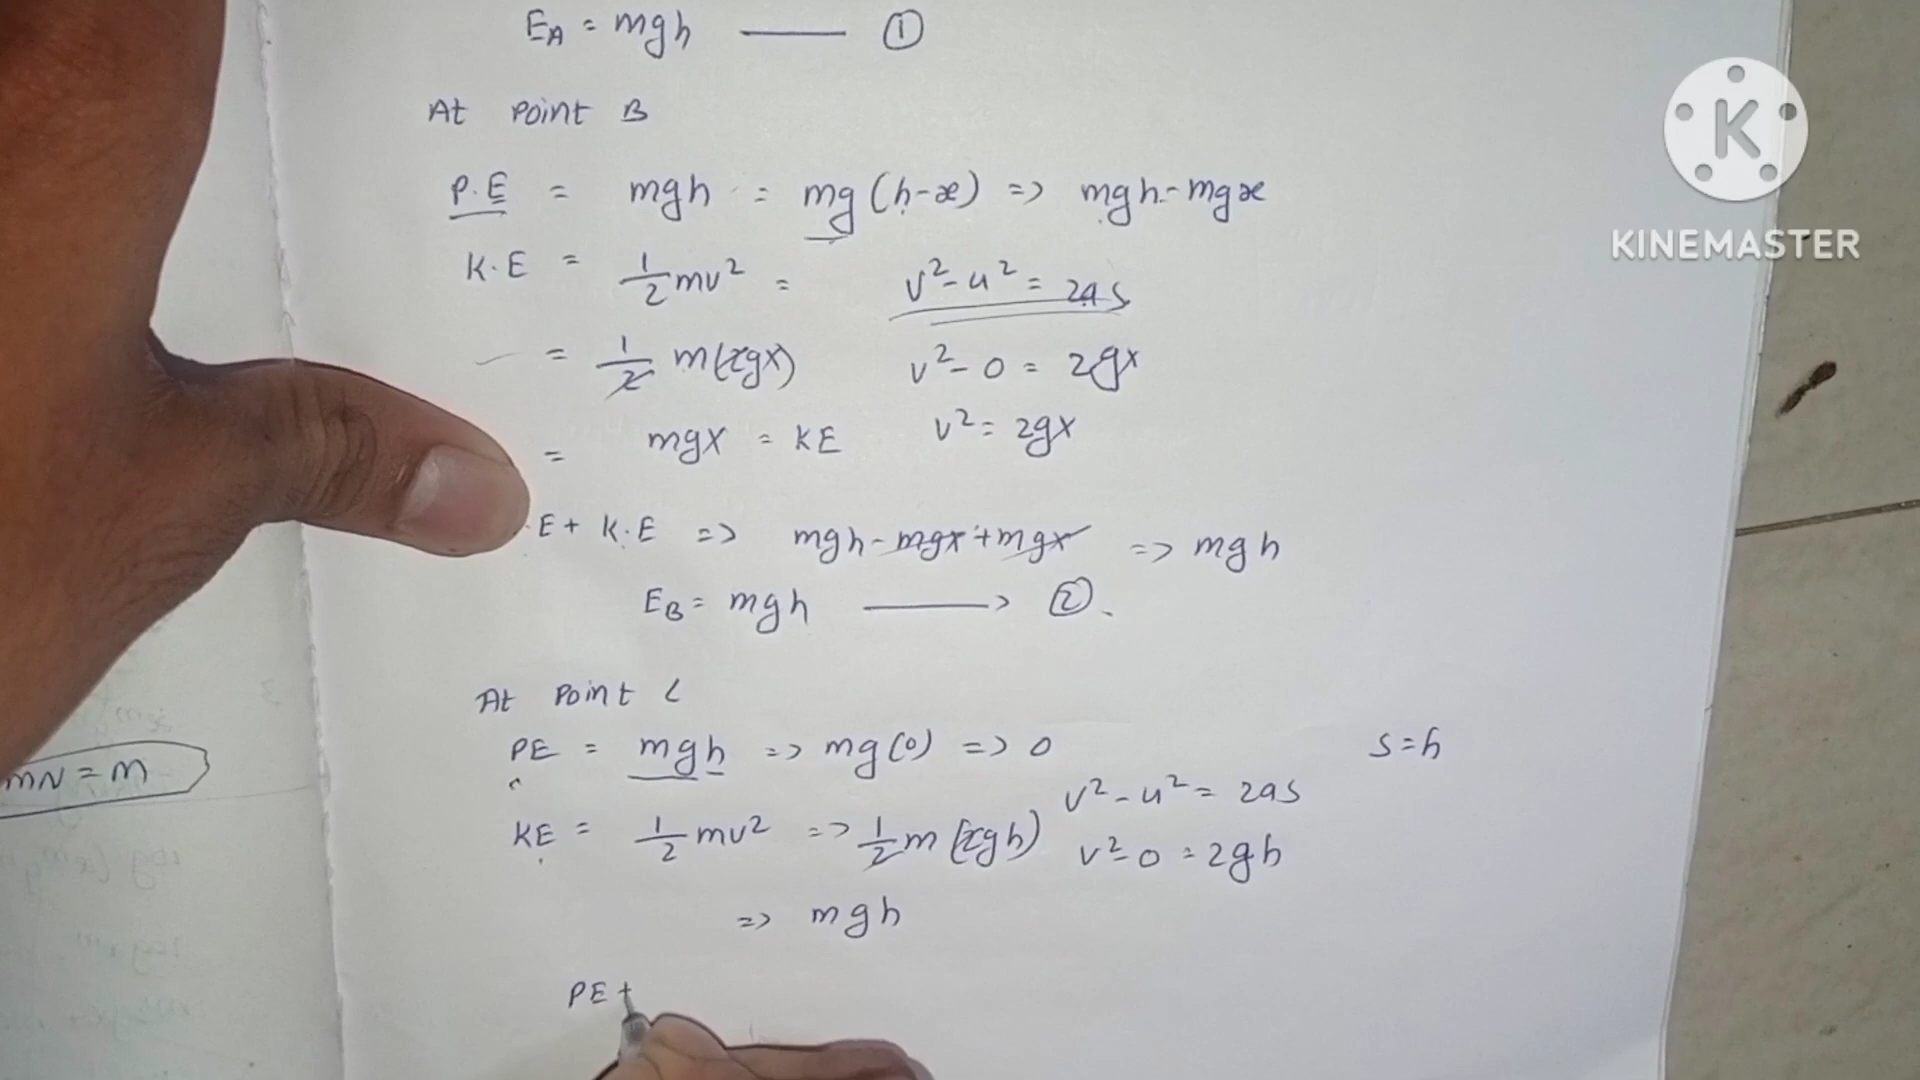 E_A = mgh —— ①
At point B
P.E = mgh = mg(h-x) => mgh-mgx
K.E = 1/2 mv² =
v²-u² = 2as
= 1/2 m(2gx)
v²-0 = 2gx
= mgx = KE
v² = 2gx
.E + K.E => mgh-mgx+mgx => mgh
E_B = mgh ——> ②.
At point C
PE = mgh => mg(0) => 0
s=h
KE = 1/2 mv² => 1/2 m(2gh)
v²-u² = 2as
v²-0 = 2gh
=> mgh
PE +
mN = m
KINEMASTER